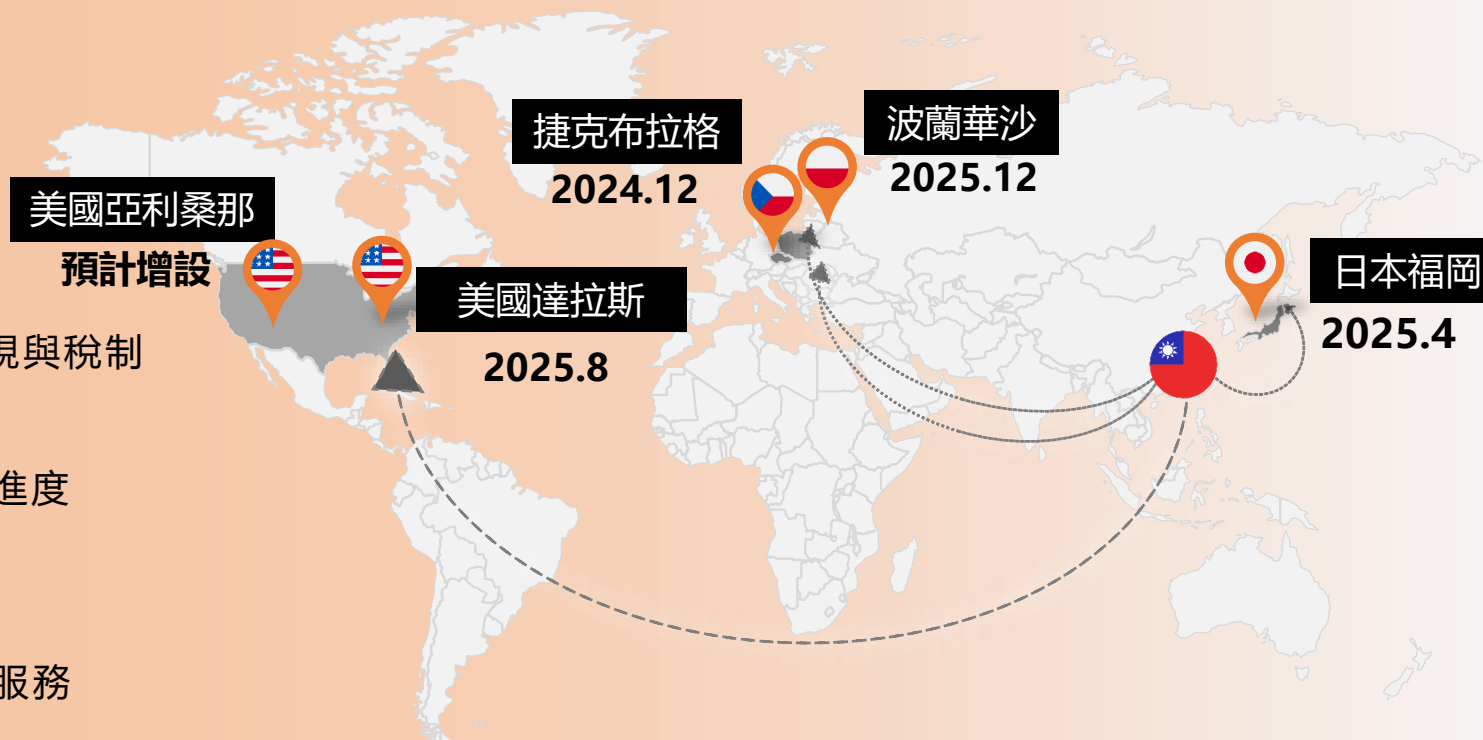 捷克布拉格
2024.12
波蘭華沙
2025.12
美國亞利桑那
預計增設
美國達拉斯
2025.8
日本福岡
2025.4
與稅制
進度
服務